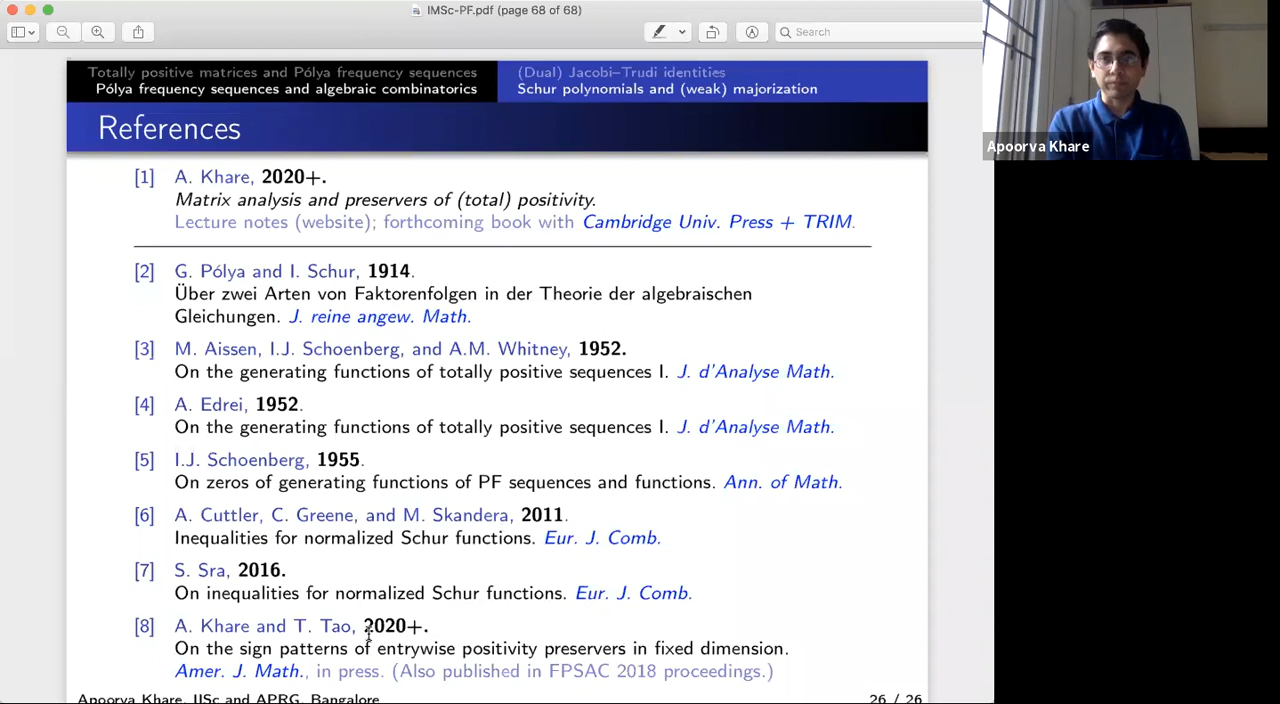 IMSc-PF.pdf (page 68 of 68)
Search
Totally positive matrices and Pólya frequency sequences
Pólya frequency sequences and algebraic combinatorics
(Dual) Jacobi–Trudi identities
Schur polynomials and (weak) majorization
References
[1] A. Khare, 2020+.
Matrix analysis and preservers of (total) positivity.
Lecture notes (website); forthcoming book with Cambridge Univ. Press + TRIM.
[2] G. Pólya and I. Schur, 1914.
Über zwei Arten von Faktorenfolgen in der Theorie der algebraischen
Gleichungen. J. reine angew. Math.
[3] M. Aissen, I.J. Schoenberg, and A.M. Whitney, 1952.
On the generating functions of totally positive sequences I. J. d'Analyse Math.
[4] A. Edrei, 1952.
On the generating functions of totally positive sequences I. J. d'Analyse Math.
[5] I.J. Schoenberg, 1955.
On zeros of generating functions of PF sequences and functions. Ann. of Math.
[6] A. Cuttler, C. Greene, and M. Skandera, 2011.
Inequalities for normalized Schur functions. Eur. J. Comb.
[7] S. Sra, 2016.
On inequalities for normalized Schur functions. Eur. J. Comb.
[8] A. Khare and T. Tao, 2020+.
On the sign patterns of entrywise positivity preservers in fixed dimension.
Amer. J. Math., in press. (Also published in FPSAC 2018 proceedings.)
Apoorva Khare, IISc and APRG, Bangalore
26 / 26
Apoorva Khare